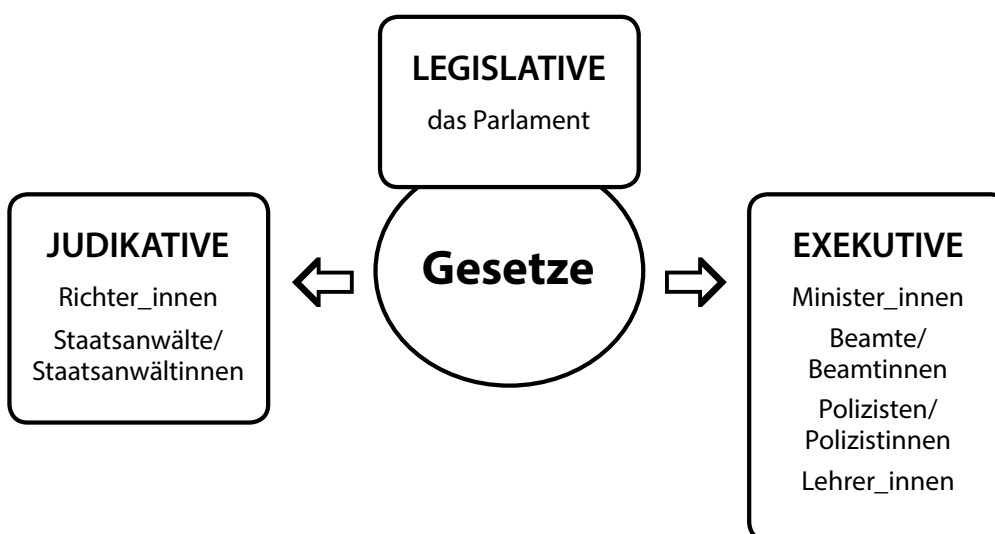 LEGISLATIVE
das Parlament
JUDIKATIVE
Richter_innen
Staatsanwälte/
Staatsanwältinnen
Gesetze
EXEKUTIVE
Minister_innen
Beamte/
Beamtinnen
Polizisten/
Polizistinnen
Lehrer_innen